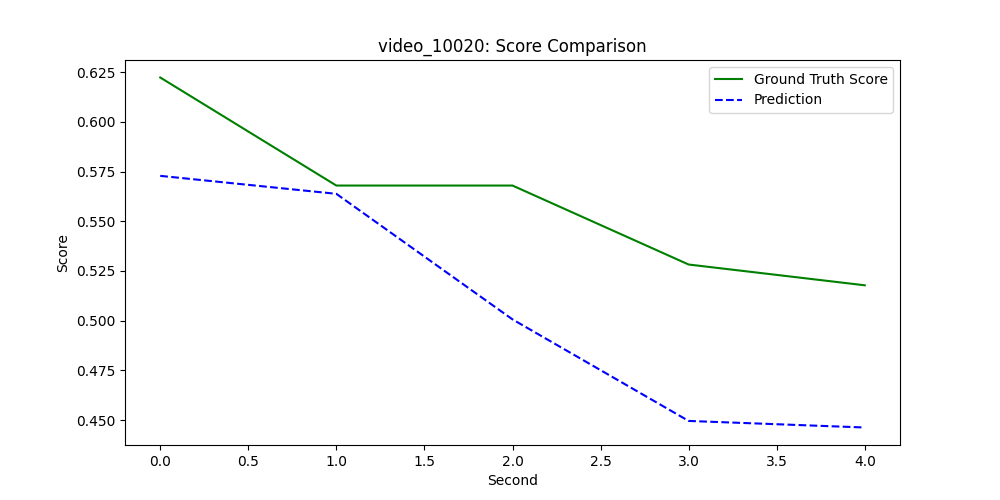 video_10020: Score Comparison
Ground Truth Score
Prediction
0.625
0.600
0.575
0.550
0.525
0.500
0.475
0.450
Score
0.0 0.5 1.0 1.5 2.0 2.5 3.0 3.5 4.0
Second